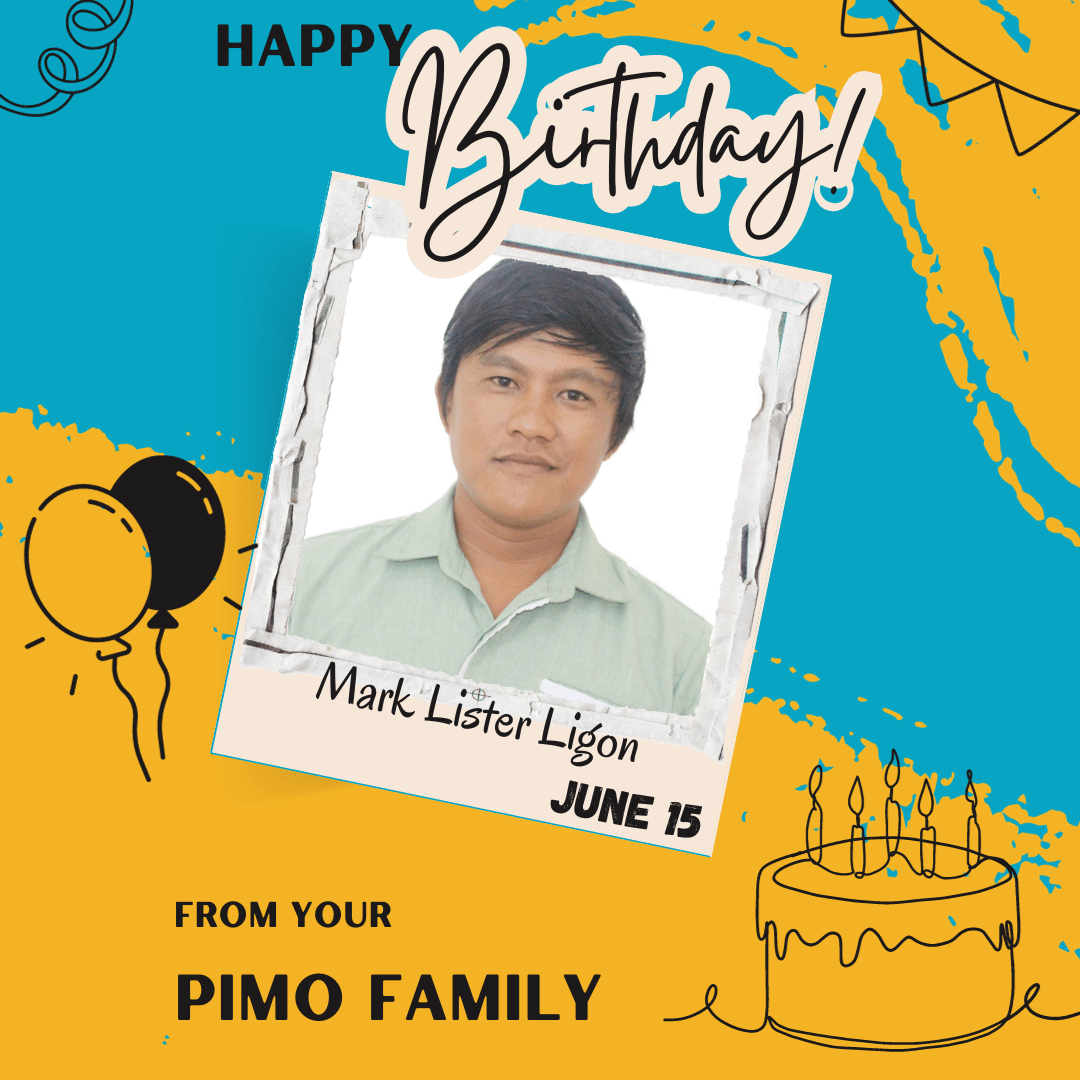 HAPPY
Birthday!
Mark Lister Ligon
JUNE 15
FROM YOUR
PIMO FAMILY